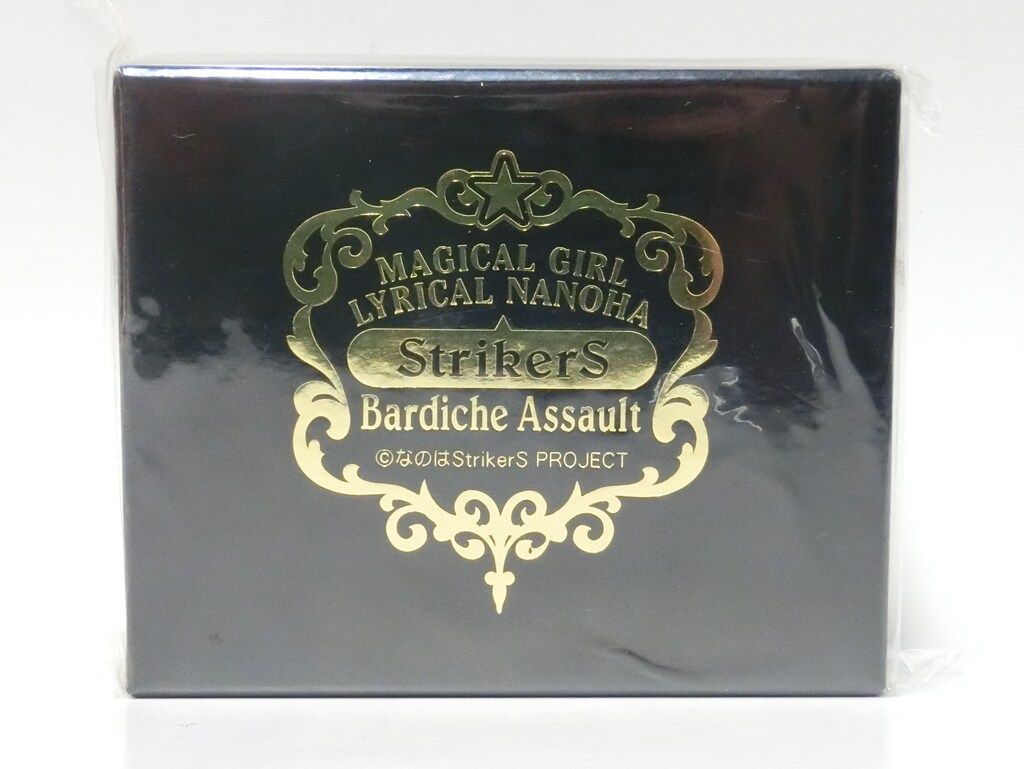 MAGICAL GIRL
LYRICAL NANOHA
StrikerS
Bardiche Assault
©なのはStrikerS PROJECT